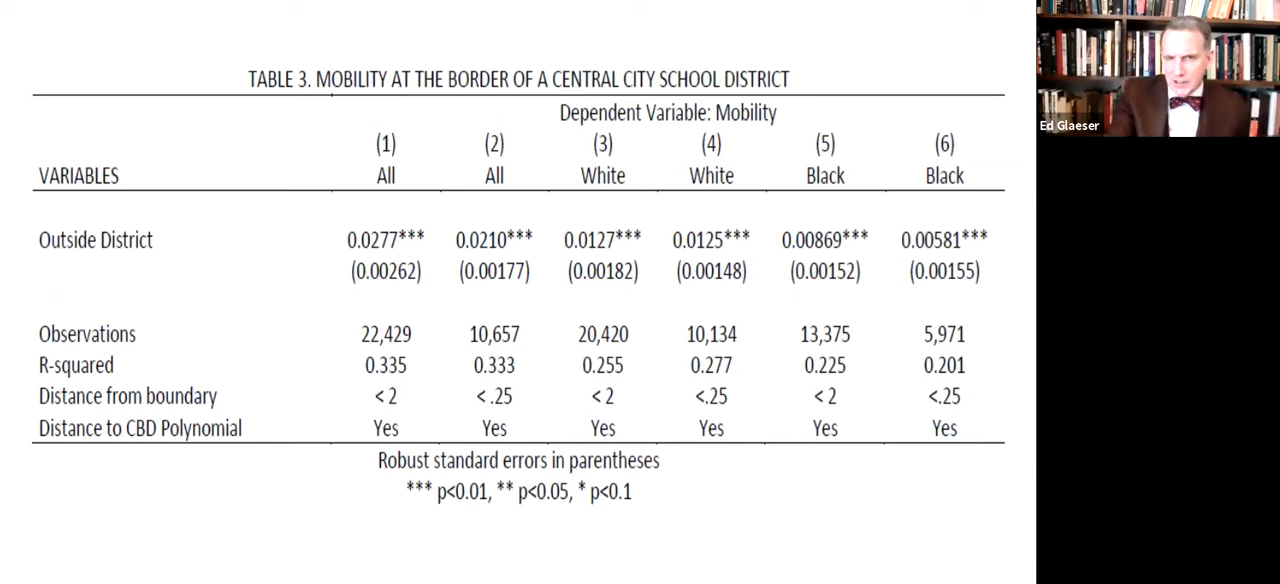 TABLE 3. MOBILITY AT THE BORDER OF A CENTRAL CITY SCHOOL DISTRICT
Dependent Variable: Mobility
(1) (2) (3) (4) (5) (6)
VARIABLES All All White White Black Black
Outside District 0.0277*** 0.0210*** 0.0127*** 0.0125*** 0.00869*** 0.00581***
(0.00262) (0.00177) (0.00182) (0.00148) (0.00152) (0.00155)
Observations 22,429 10,657 20,420 10,134 13,375 5,971
R-squared 0.335 0.333 0.255 0.277 0.225 0.201
Distance from boundary < 2 < .25 < 2 <.25 < 2 <.25
Distance to CBD Polynomial Yes Yes Yes Yes Yes Yes
Robust standard errors in parentheses
*** p<0.01, ** p<0.05, * p<0.1
Ed Glaeser